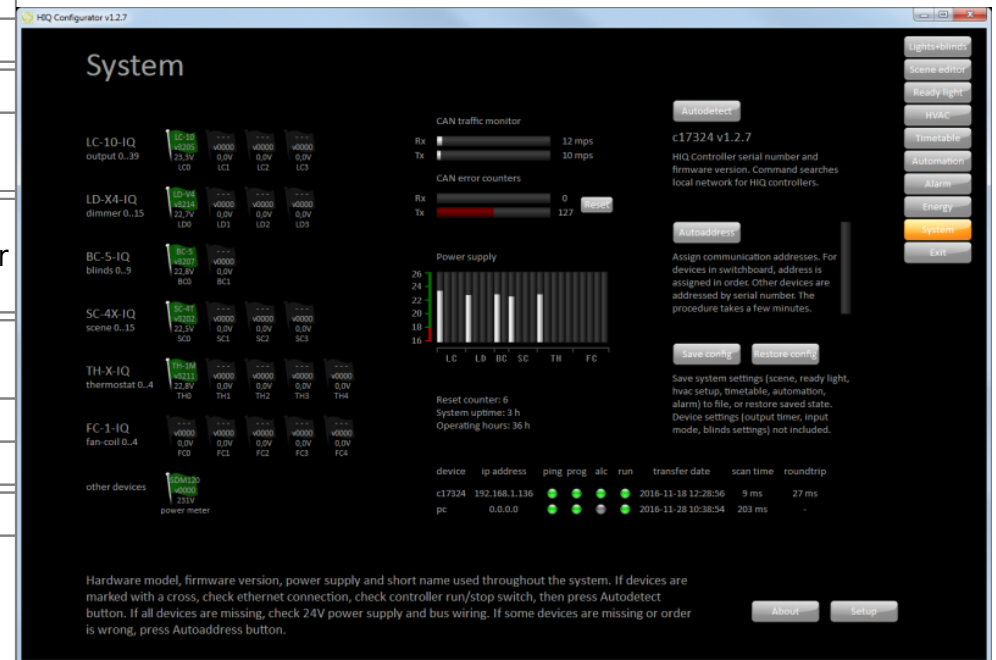 HIQ Configurator v1.2.7
System
Lights+blinds
Scene editor
Ready light
HVAC
Timetable
Automation
Alarm
Energy
System
Exit
LC-10-IQ
output 0..39
LC-10 --- --- ---
v8205 v0000 v0000 v0000
23,5V 0,0V 0,0V 0,0V
LC0 LC1 LC2 LC3
LD-X4-IQ
dimmer 0..15
LD-V4 --- --- ---
v9214 v0000 v0000 v0000
22,7V 0,0V 0,0V 0,0V
LD0 LD1 LD2 LD3
BC-5-IQ
blinds 0..9
BC-5 ---
v9207 v0000
22,8V 0,0V
BC0 BC1
SC-4X-IQ
scene 0..15
SC-4T --- --- ---
v9202 v0000 v0000 v0000
22,5V 0,0V 0,0V 0,0V
SC0 SC1 SC2 SC3
TH-X-IQ
thermostat 0..4
TH-1M --- --- --- ---
v9211 v0000 v0000 v0000 v0000
22,8V 0,0V 0,0V 0,0V 0,0V
TH0 TH1 TH2 TH3 TH4
FC-1-IQ
fan-coil 0..4
--- --- --- --- ---
v0000 v0000 v0000 v0000 v0000
0,0V 0,0V 0,0V 0,0V 0,0V
FC0 FC1 FC2 FC3 FC4
other devices
SDM120
v0000
231V
power meter
CAN traffic monitor
Rx 12 mps
Tx 10 mps
CAN error counters
Rx 0
Tx 127
Reset
Power supply
26
24
22
20
18
16
LC LD BC SC TH FC
Reset counter: 6
System uptime: 3 h
Operating hours: 36 h
Autodetect
c17324 v1.2.7
HIQ Controller serial number and
firmware version. Command searches
local network for HIQ controllers.
Autoaddress
Assign communication addresses. For
devices in switchboard, address is
assigned in order. Other devices are
addressed by serial number. The
procedure takes a few minutes.
Save config Restore config
Save system settings (scene, ready light,
hvac setup, timetable, automation,
alarm) to file, or restore saved state.
Device settings (output timer, input
mode, blinds settings) not included.
device ip address ping prog alc run transfer date scan time roundtrip
c17324 192.168.1.136 2016-11-18 12:28:56 9 ms 27 ms
pc 0.0.0.0 2016-11-28 10:38:54 203 ms -
Hardware model, firmware version, power supply and short name used throughout the system. If devices are
marked with a cross, check ethernet connection, check controller run/stop switch, then press Autodetect
button. If all devices are missing, check 24V power supply and bus wiring. If some devices are missing or order
is wrong, press Autoaddress button.
About Setup